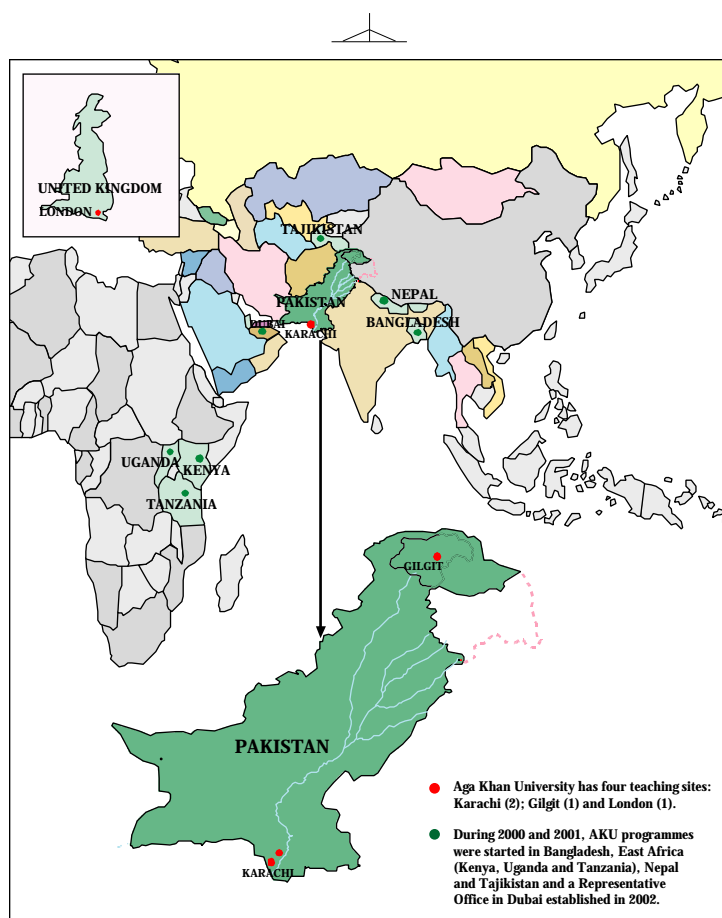 UNITED KINGDOM
LONDON
TAJIKISTAN
PAKISTAN
NEPAL
DUBAI
KARACHI
BANGLADESH
UGANDA
KENYA
TANZANIA
GILGIT
PAKISTAN
KARACHI
Aga Khan University has four teaching sites:
Karachi (2); Gilgit (1) and London (1).
During 2000 and 2001, AKU programmes
were started in Bangladesh, East Africa
(Kenya, Uganda and Tanzania), Nepal
and Tajikistan and a Representative
Office in Dubai established in 2002.